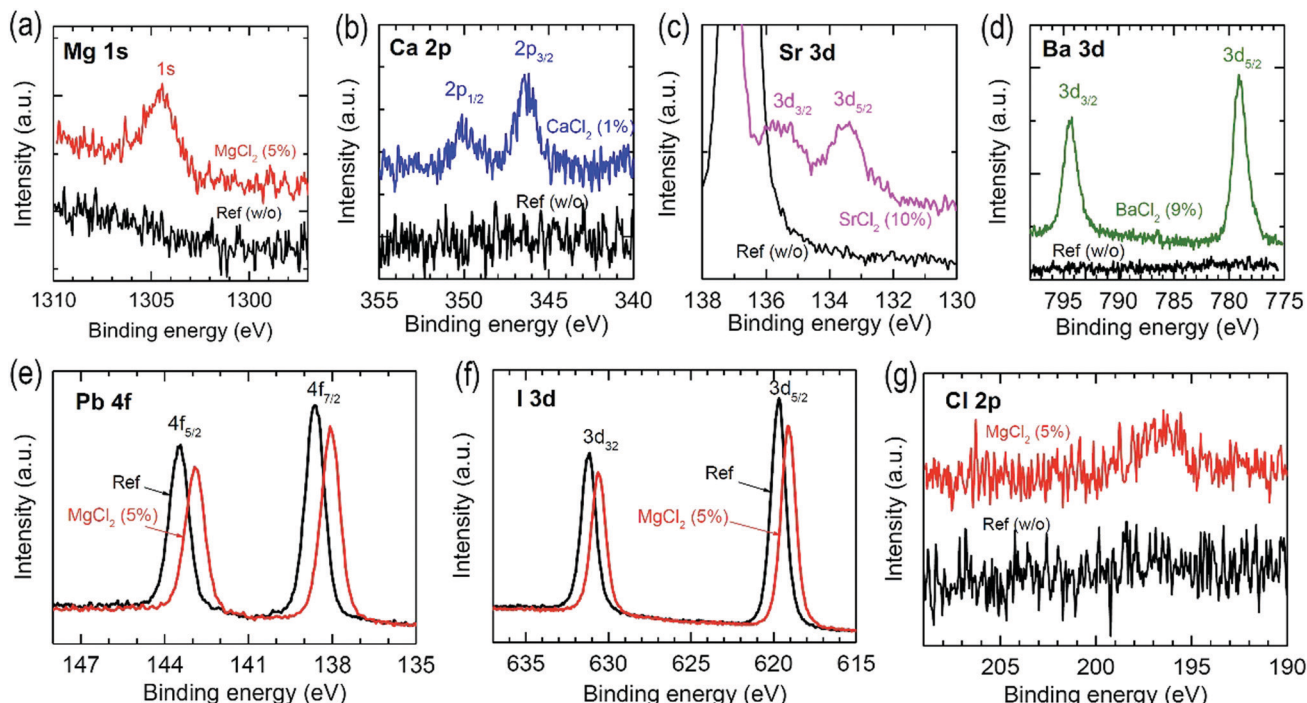 (a)
Mg 1s
1s
MgCl₂ (5%)
Ref (w/o)
Intensity (a.u.)
1310 1305 1300
Binding energy (eV)
(b)
Ca 2p
2p₃/₂
2p₁/₂
CaCl₂ (1%)
Ref (w/o)
Intensity (a.u.)
355 350 345 340
Binding energy (eV)
(c)
Sr 3d
3d₃/₂ 3d₅/₂
SrCl₂ (10%)
Ref (w/o)
Intensity (a.u.)
138 136 134 132 130
Binding energy (eV)
(d)
Ba 3d
3d₅/₂
3d₃/₂
BaCl₂ (9%)
Ref (w/o)
Intensity (a.u.)
795 790 785 780 775
Binding energy (eV)
(e)
Pb 4f
4f₇/₂
4f₅/₂
Ref
MgCl₂ (5%)
Intensity (a.u.)
147 144 141 138 135
Binding energy (eV)
(f)
I 3d
3d₅/₂
3d₃₂
Ref
MgCl₂ (5%)
Intensity (a.u.)
635 630 625 620 615
Binding energy (eV)
(g)
Cl 2p
MgCl₂ (5%)
Ref (w/o)
Intensity (a.u.)
205 200 195 190
Binding energy (eV)